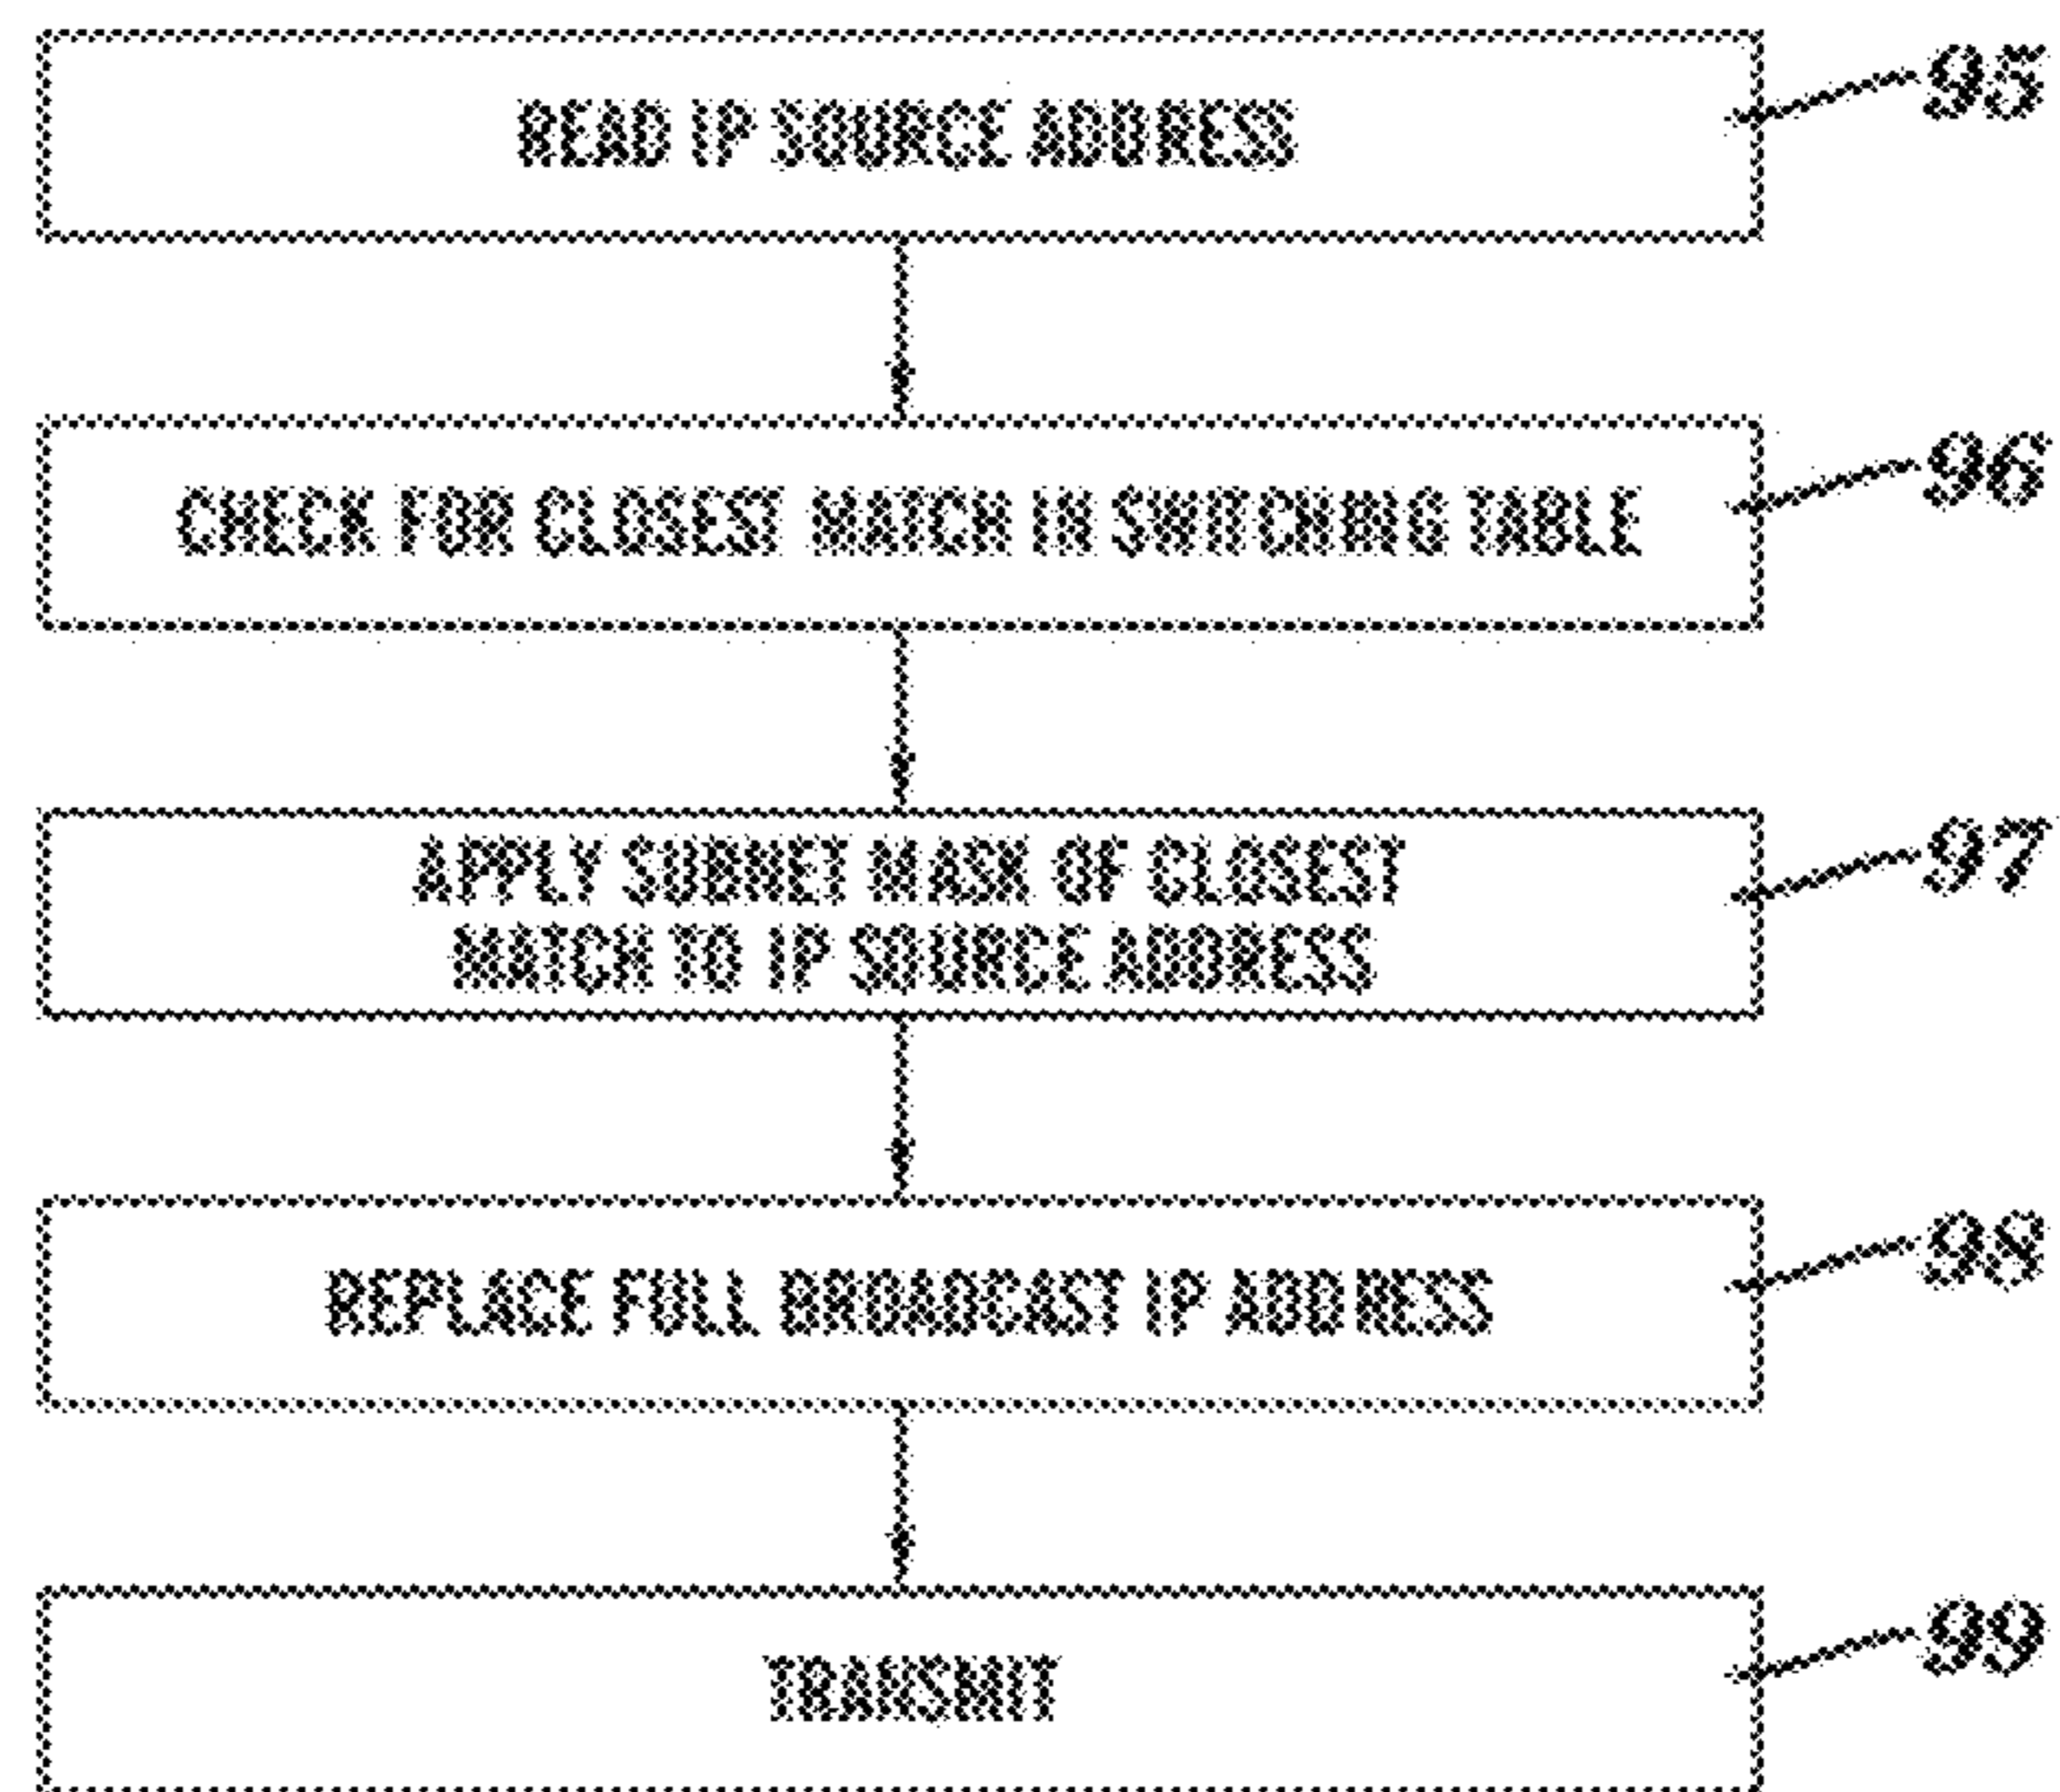 READ IP SOURCE ADDRESS
95
CHECK FOR CLOSEST MATCH IN SWITCHING TABLE
96
APPLY SUBNET MASK OF CLOSEST
MATCH TO IP SOURCE ADDRESS
97
REPLACE FULL BROADCAST IP ADDRESS
98
TRANSMIT
99